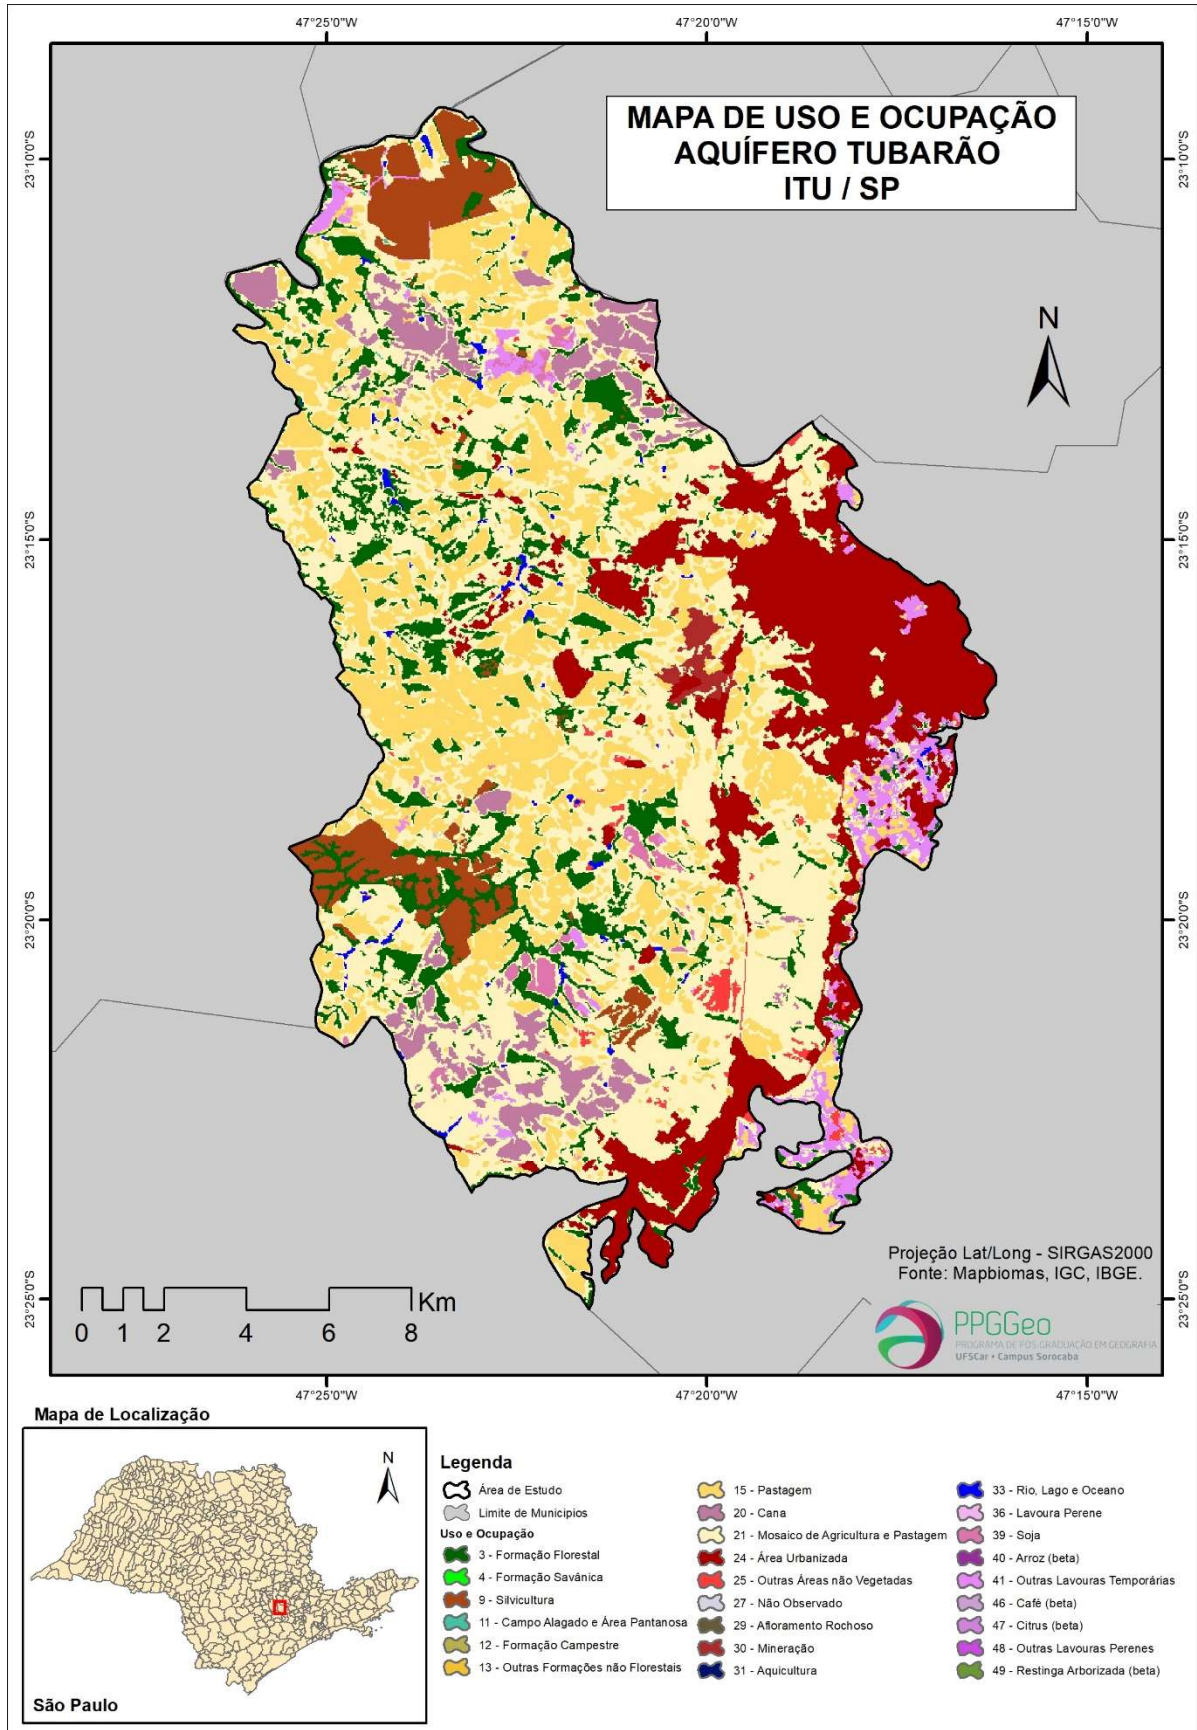 47°25'0"W 47°20'0"W 47°15'0"W
MAPA DE USO E OCUPAÇÃO
AQUÍFERO TUBARÃO
ITU / SP
23°10'0"S 23°10'0"S
N
23°15'0"S 23°15'0"S
23°20'0"S 23°20'0"S
23°25'0"S 23°25'0"S
Projeção Lat/Long - SIRGAS2000
Fonte: Mapbiomas, IGC, IBGE.
Km
0 1 2 4 6 8
PPGGeo
PROGRAMA DE PÓS-GRADUAÇÃO EM GEOGRAFIA
UFSCar • Campus Sorocaba
47°25'0"W 47°20'0"W 47°15'0"W
Mapa de Localização
N
São Paulo
Legenda
Área de Estudo
Limite de Municipios
Uso e Ocupação
3 - Formação Florestal
4 - Formação Savânica
9 - Silvicultura
11 - Campo Alagado e Área Pantanosa
12 - Formação Campestre
13 - Outras Formações não Florestais
15 - Pastagem
20 - Cana
21 - Mosaico de Agricultura e Pastagem
24 - Área Urbanizada
25 - Outras Áreas não Vegetadas
27 - Não Observado
29 - Afloramento Rochoso
30 - Mineração
31 - Aquicultura
33 - Rio, Lago e Oceano
36 - Lavoura Perene
39 - Soja
40 - Arroz (beta)
41 - Outras Lavouras Temporárias
46 - Café (beta)
47 - Citrus (beta)
48 - Outras Lavouras Perenes
49 - Restinga Arborizada (beta)